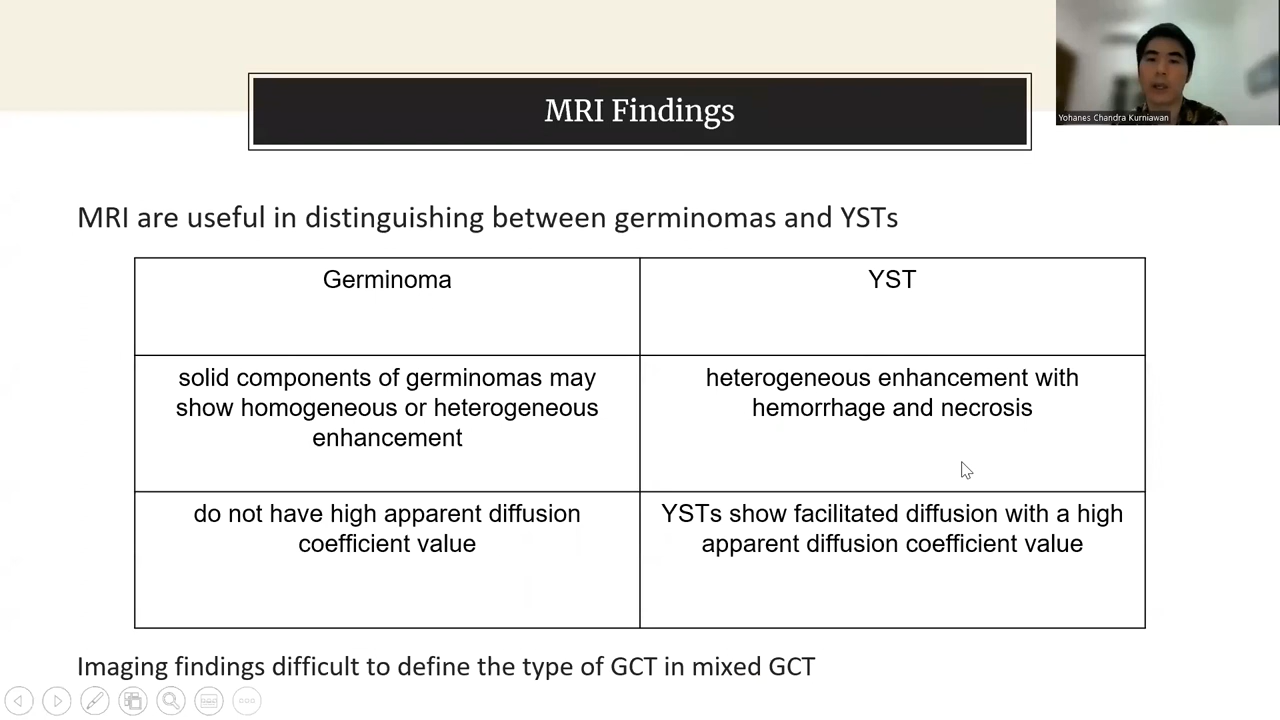 MRI Findings
Yohanes Chandra Kurniawan
MRI are useful in distinguishing between germinomas and YSTs
Germinoma
YST
solid components of germinomas may
show homogeneous or heterogeneous
enhancement
heterogeneous enhancement with
hemorrhage and necrosis
do not have high apparent diffusion
coefficient value
YSTs show facilitated diffusion with a high
apparent diffusion coefficient value
Imaging findings difficult to define the type of GCT in mixed GCT